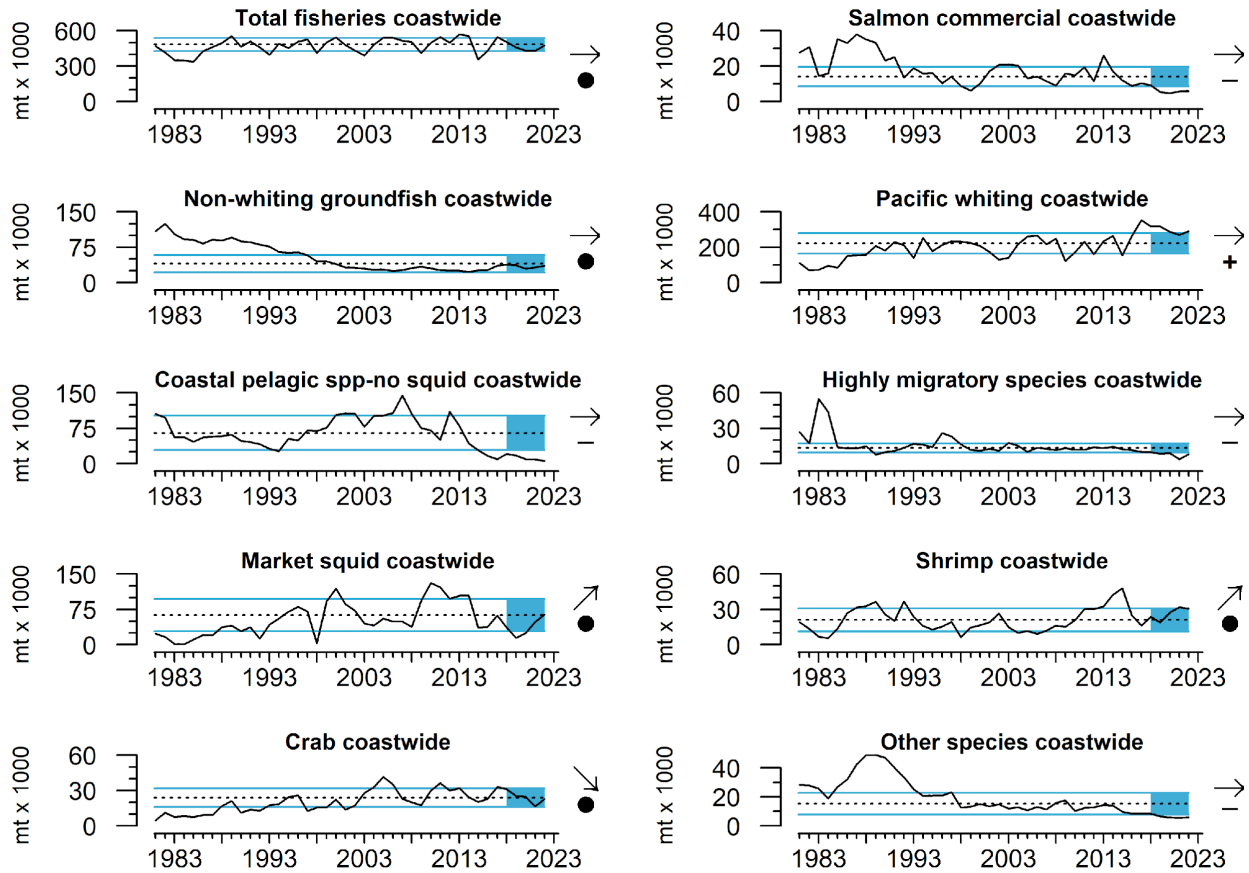 Total fisheries coastwide
mt x 1000
600
300
0
1983 1993 2003 2013 2023
Salmon commercial coastwide
mt x 1000
40
20
0
1983 1993 2003 2013 2023
–
Non-whiting groundfish coastwide
mt x 1000
150
75
0
1983 1993 2003 2013 2023
Pacific whiting coastwide
mt x 1000
400
200
0
1983 1993 2003 2013 2023
+
Coastal pelagic spp-no squid coastwide
mt x 1000
150
75
0
1983 1993 2003 2013 2023
–
Highly migratory species coastwide
mt x 1000
60
30
0
1983 1993 2003 2013 2023
–
Market squid coastwide
mt x 1000
150
75
0
1983 1993 2003 2013 2023
Shrimp coastwide
mt x 1000
60
30
0
1983 1993 2003 2013 2023
Crab coastwide
mt x 1000
60
30
0
1983 1993 2003 2013 2023
Other species coastwide
mt x 1000
40
20
0
1983 1993 2003 2013 2023
–